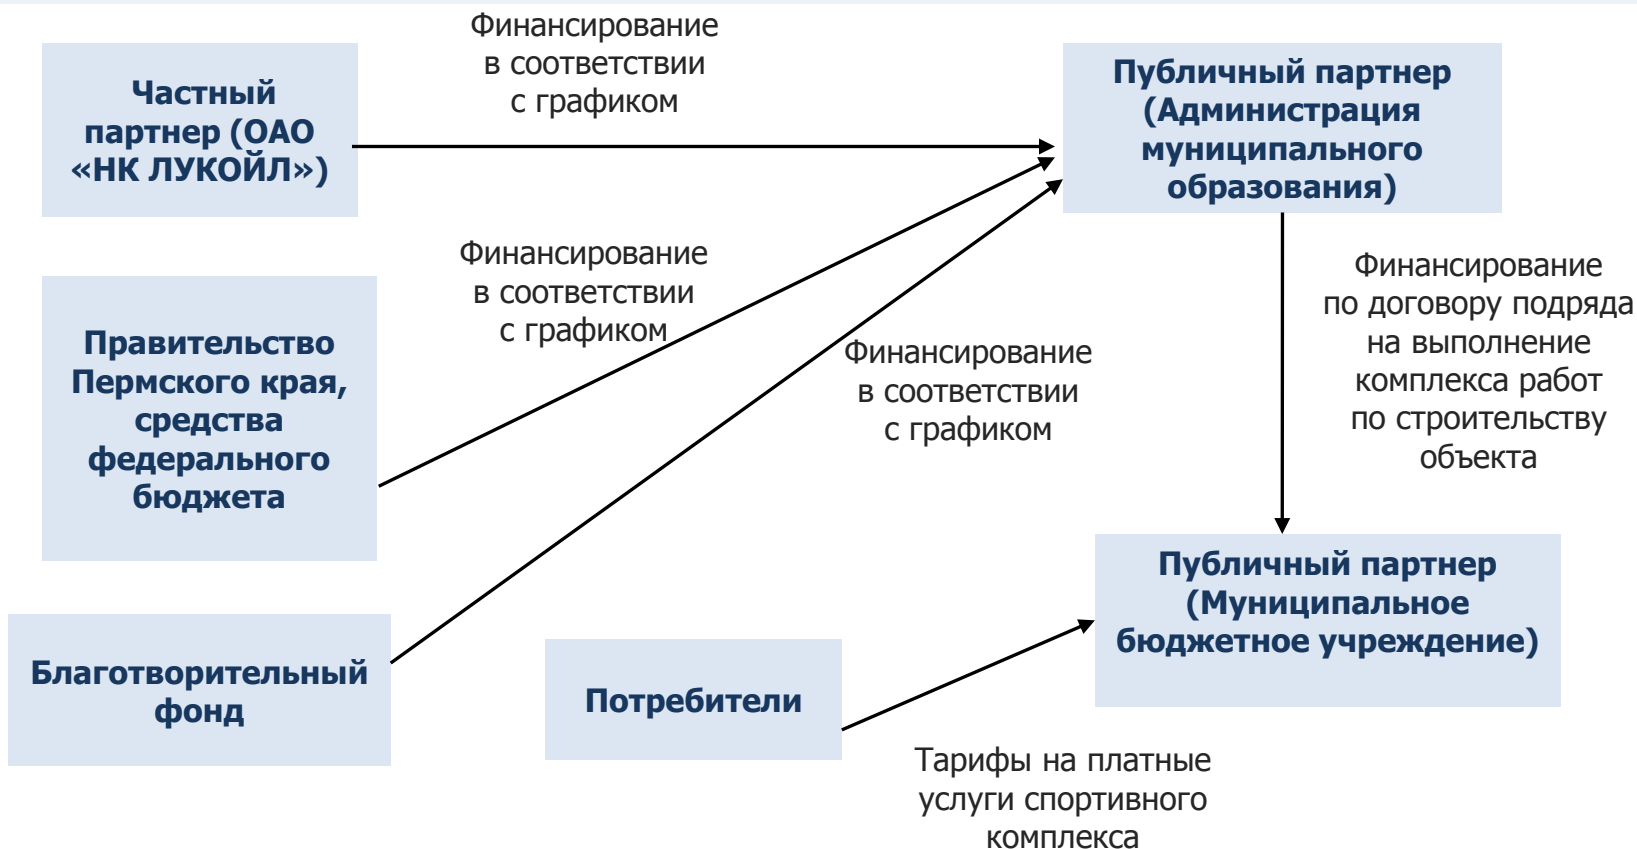 Финансирование
в соответствии
с графиком
Частный
партнер (ОАО
«НК ЛУКОЙЛ»)
Публичный партнер
(Администрация
муниципального
образования)
Финансирование
в соответствии
с графиком
Правительство
Пермского края,
средства
федерального
бюджета
Финансирование
в соответствии
с графиком
Финансирование
по договору подряда
на выполнение
комплекса работ
по строительству
объекта
Благотворительный
фонд
Потребители
Публичный партнер
(Муниципальное
бюджетное учреждение)
Тарифы на платные
услуги спортивного
комплекса